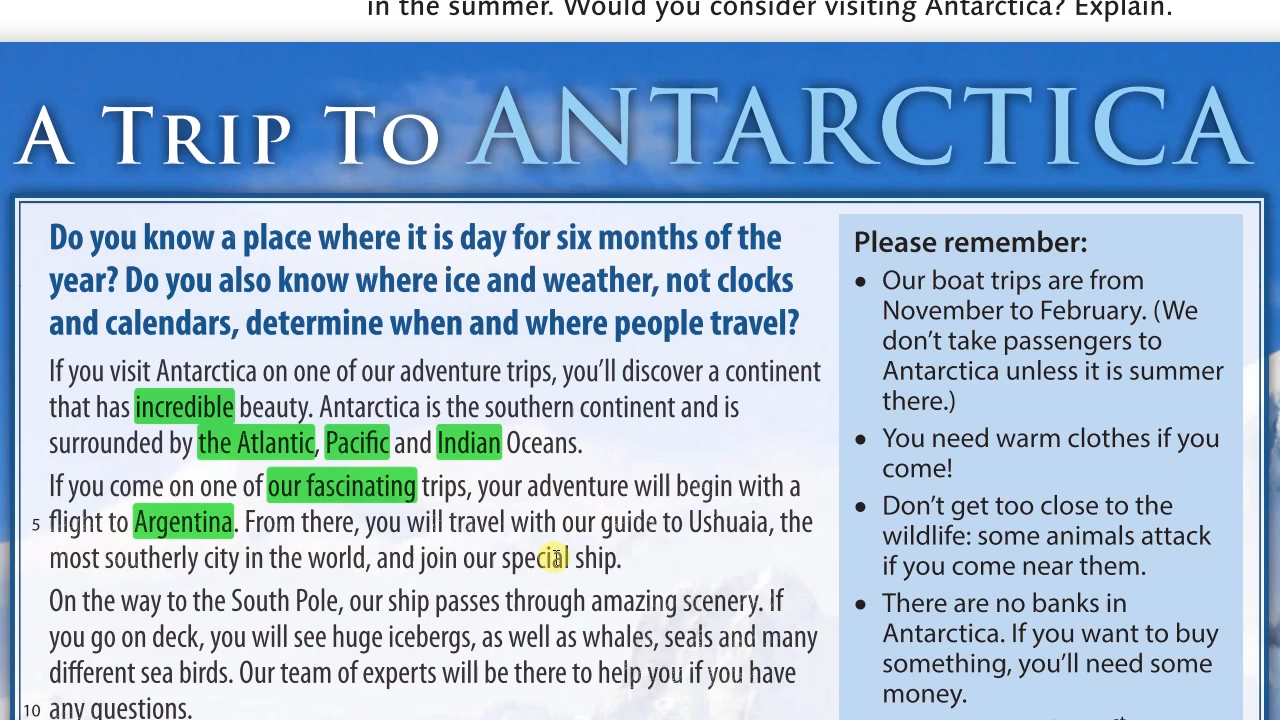 in the summer. Would you consider visiting Antarctica? Explain.
A TRIP TO ANTARCTICA
Do you know a place where it is day for six months of the
year? Do you also know where ice and weather, not clocks
and calendars, determine when and where people travel?
If you visit Antarctica on one of our adventure trips, you'll discover a continent
that has incredible beauty. Antarctica is the southern continent and is
surrounded by the Atlantic, Pacific and Indian Oceans.
If you come on one of our fascinating trips, your adventure will begin with a
5 flight to Argentina. From there, you will travel with our guide to Ushuaia, the
most southerly city in the world, and join our special ship.
On the way to the South Pole, our ship passes through amazing scenery. If
you go on deck, you will see huge icebergs, as well as whales, seals and many
different sea birds. Our team of experts will be there to help you if you have
10 any questions.
Please remember:
• Our boat trips are from
November to February. (We
don't take passengers to
Antarctica unless it is summer
there.)
• You need warm clothes if you
come!
• Don't get too close to the
wildlife: some animals attack
if you come near them.
• There are no banks in
Antarctica. If you want to buy
something, you'll need some
money.